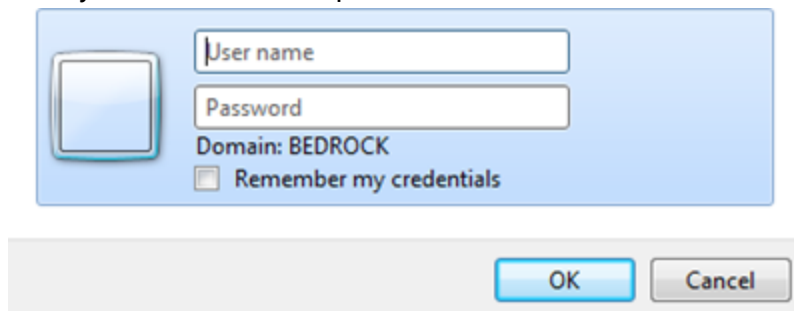 User name
Password
Domain: BEDROCK
Remember my credentials
OK
Cancel